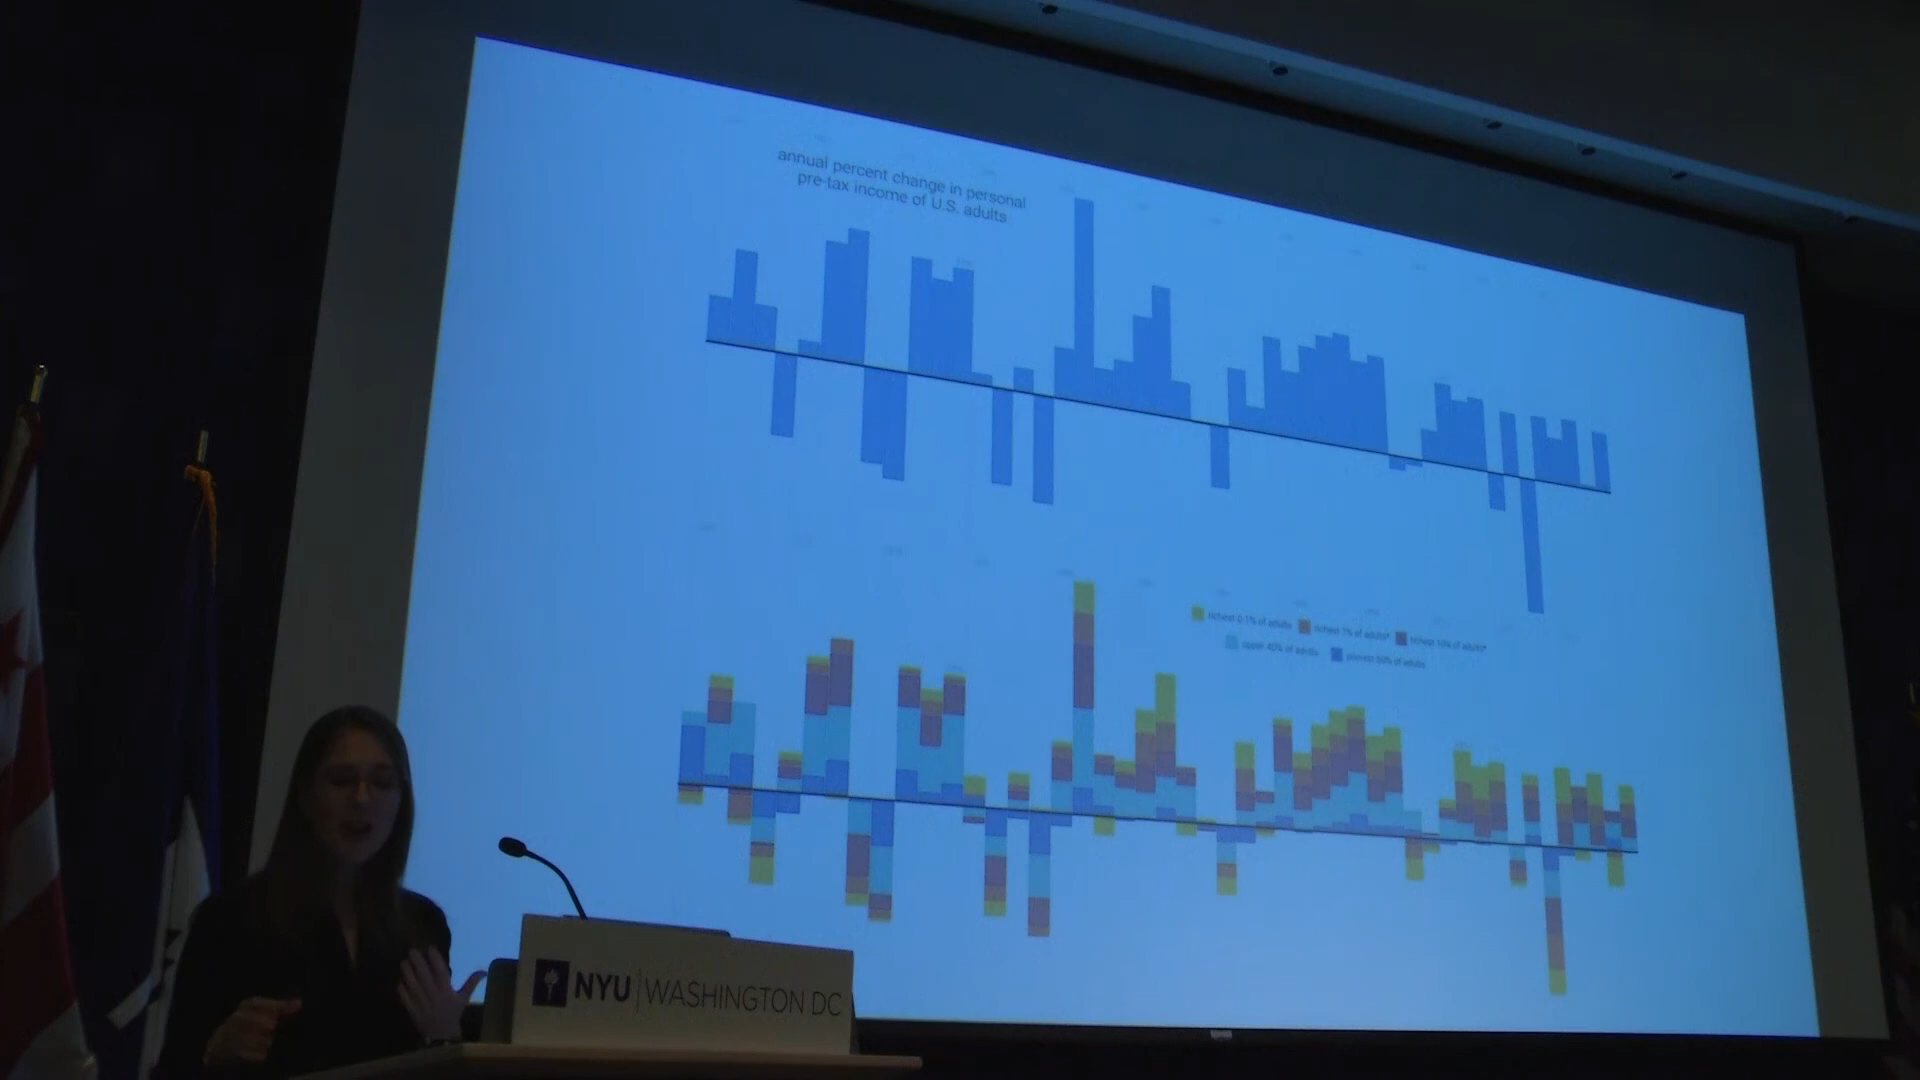 annual percent change in personal
pre-tax income of U.S. adults
richest 0.1% of adults richest 1% of adults* richest 10% of adults*
upper 40% of adults poorest 50% of adults
NYU WASHINGTON DC